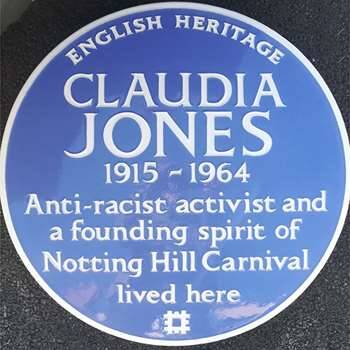 ENGLISH HERITAGE
CLAUDIA
JONES
1915 ~ 1964
Anti-racist activist and
a founding spirit of
Notting Hill Carnival
lived here